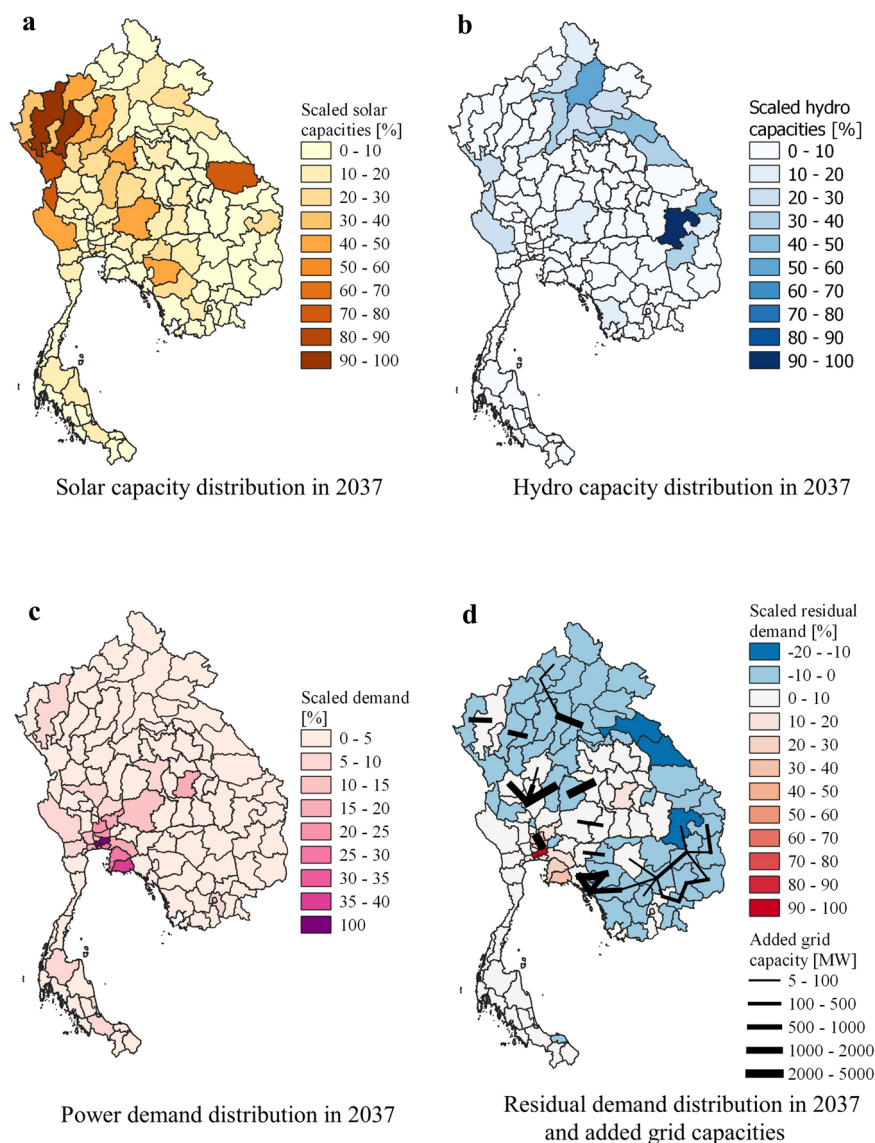 a
Scaled solar
capacities [%]
0 - 10
10 - 20
20 - 30
30 - 40
40 - 50
50 - 60
60 - 70
70 - 80
80 - 90
90 - 100
Solar capacity distribution in 2037
b
Scaled hydro
capacities [%]
0 - 10
10 - 20
20 - 30
30 - 40
40 - 50
50 - 60
60 - 70
70 - 80
80 - 90
90 - 100
Hydro capacity distribution in 2037
c
Scaled demand
[%]
0 - 5
5 - 10
10 - 15
15 - 20
20 - 25
25 - 30
30 - 35
35 - 40
100
Power demand distribution in 2037
d
Scaled residual
demand [%]
-20 - -10
-10 - 0
0 - 10
10 - 20
20 - 30
30 - 40
40 - 50
50 - 60
60 - 70
70 - 80
80 - 90
90 - 100
Added grid
capacity [MW]
5 - 100
100 - 500
500 - 1000
1000 - 2000
2000 - 5000
Residual demand distribution in 2037
and added grid capacities